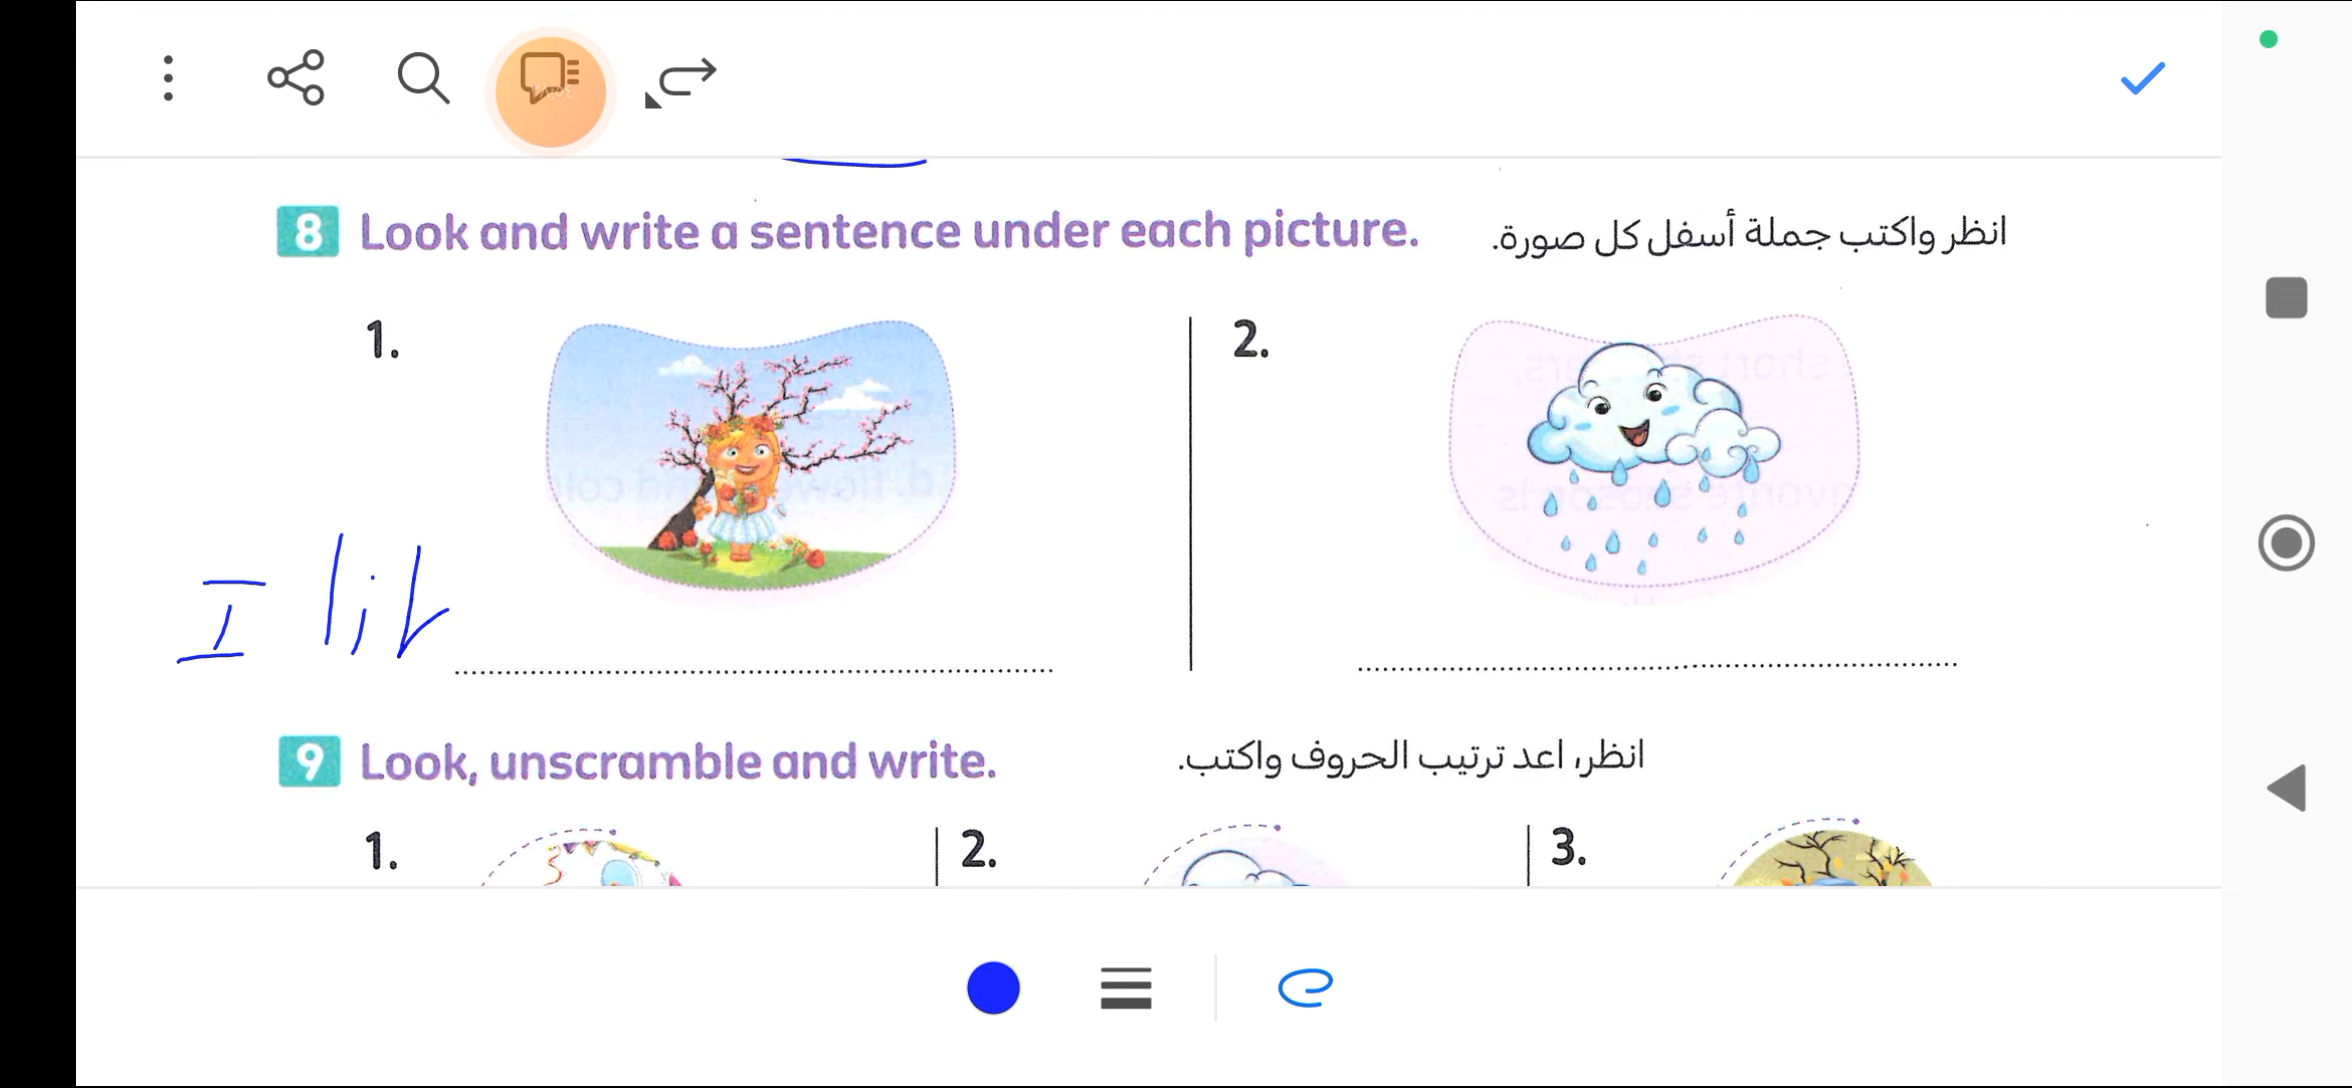 8 Look and write a sentence under each picture. انظر واكتب جملة أسفل كل صورة.
1. 2.
I lik
9 Look, unscramble and write. انظر، اعد ترتيب الحروف واكتب.
1. 2. 3.